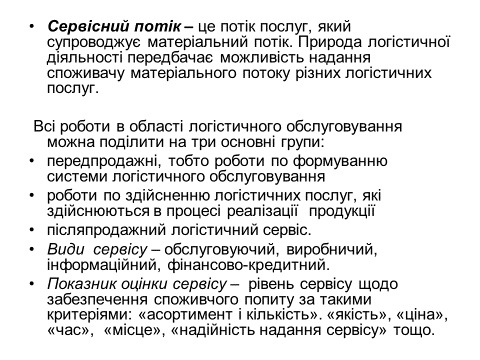 • Сервісний потік – це потік послуг, який
супроводжує матеріальний потік. Природа логістичної
діяльності передбачає можливість надання
споживачу матеріального потоку різних логістичних
послуг.
Всі роботи в області логістичного обслуговування
можна поділити на три основні групи:
• передпродажні, тобто роботи по формуванню
системи логістичного обслуговування
• роботи по здійсненню логістичних послуг, які
здійснюються в процесі реалізації продукції
• післяпродажний логістичний сервіс.
• Види сервісу – обслуговуючий, виробничий,
інформаційний, фінансово-кредитний.
• Показник оцінки сервісу – рівень сервісу щодо
забезпечення споживчого попиту за такими
критеріями: «асортимент і кількість». «якість», «ціна»,
«час», «місце», «надійність надання сервісу» тощо.